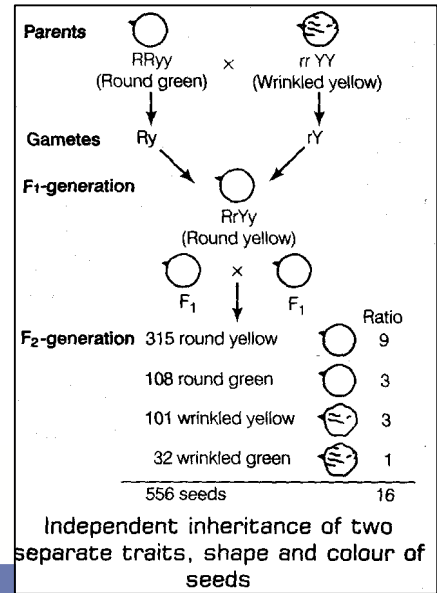 Parents
RRyy × rr YY
(Round green) (Wrinkled yellow)
Gametes Ry rY
F1-generation
RrYy
(Round yellow)
×
F1 F1
Ratio
F2-generation 315 round yellow 9
108 round green 3
101 wrinkled yellow 3
32 wrinkled green 1
556 seeds 16
Independent inheritance of two
separate traits, shape and colour of
seeds